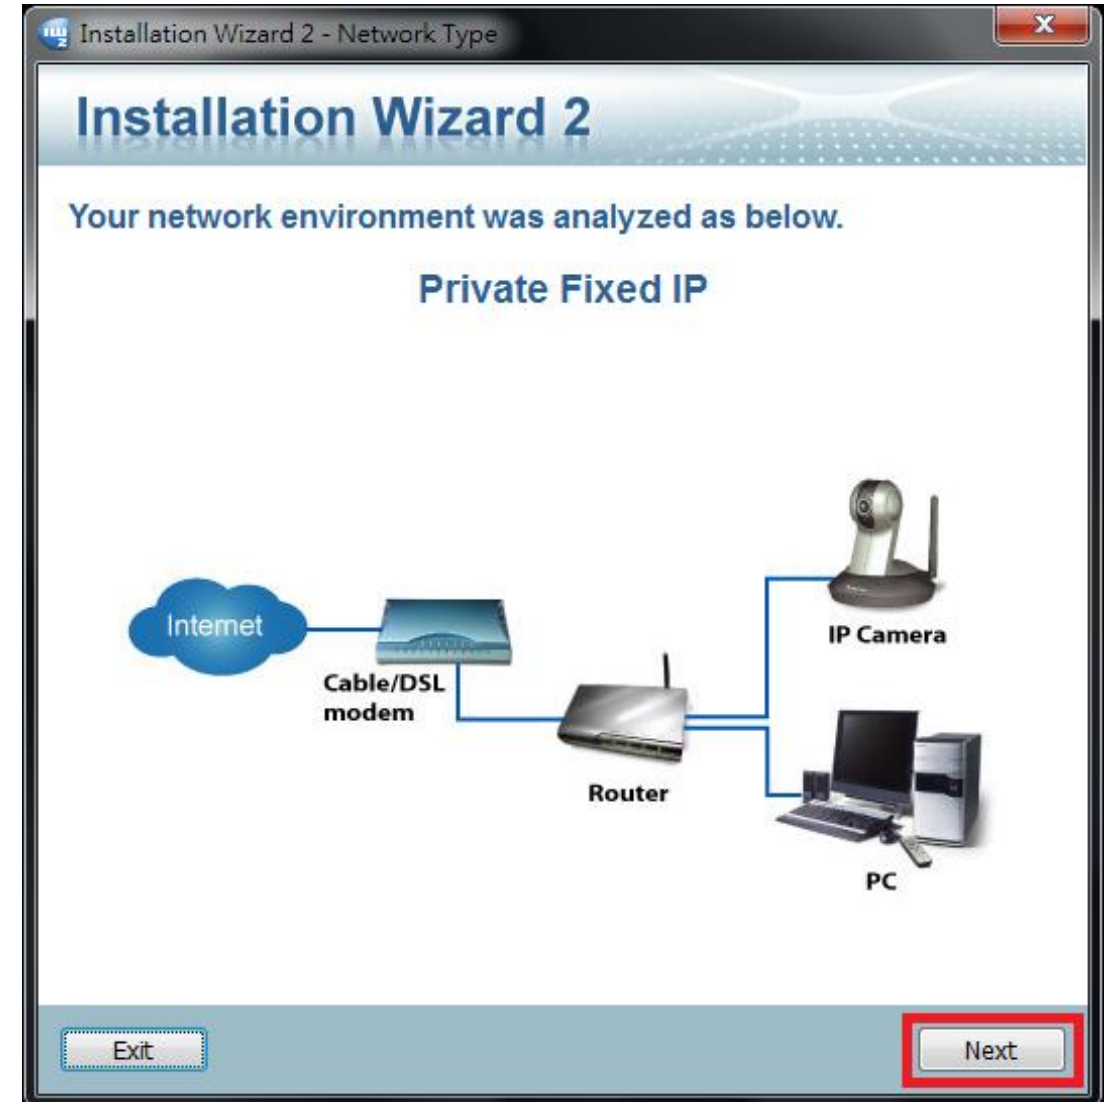 Installation Wizard 2 - Network Type
X
Installation Wizard 2
Your network environment was analyzed as below.
Private Fixed IP
Internet
IP Camera
Cable/DSL
modem
Router
PC
Exit
Next